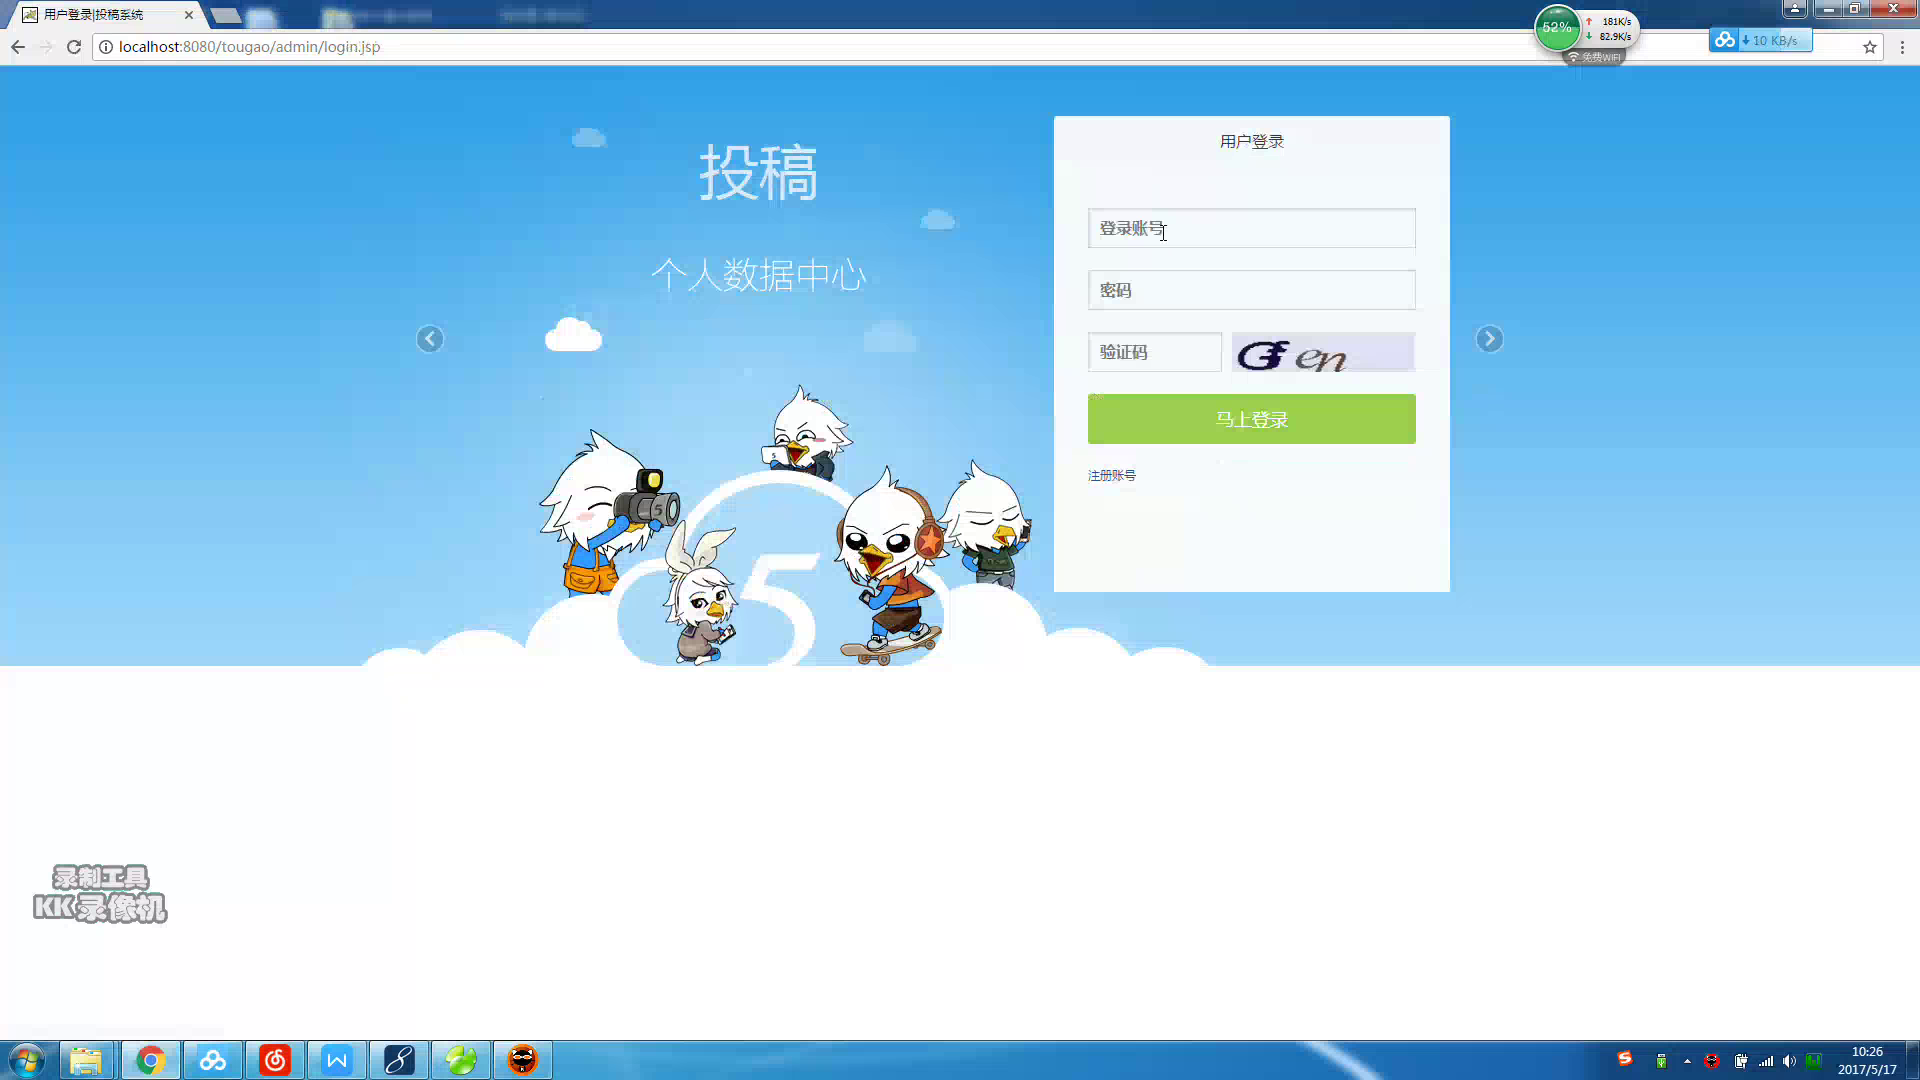 用户登录|投稿系统
localhost:8080/tougao/admin/login.jsp
52%
181K/s
82.9K/s
免费WiFi
10 KB/s
投稿
个人数据中心
用户登录
登录账号
密码
验证码
en
马上登录
注册账号
5
5
5
录制工具
KK录像机
10:26
2017/5/17